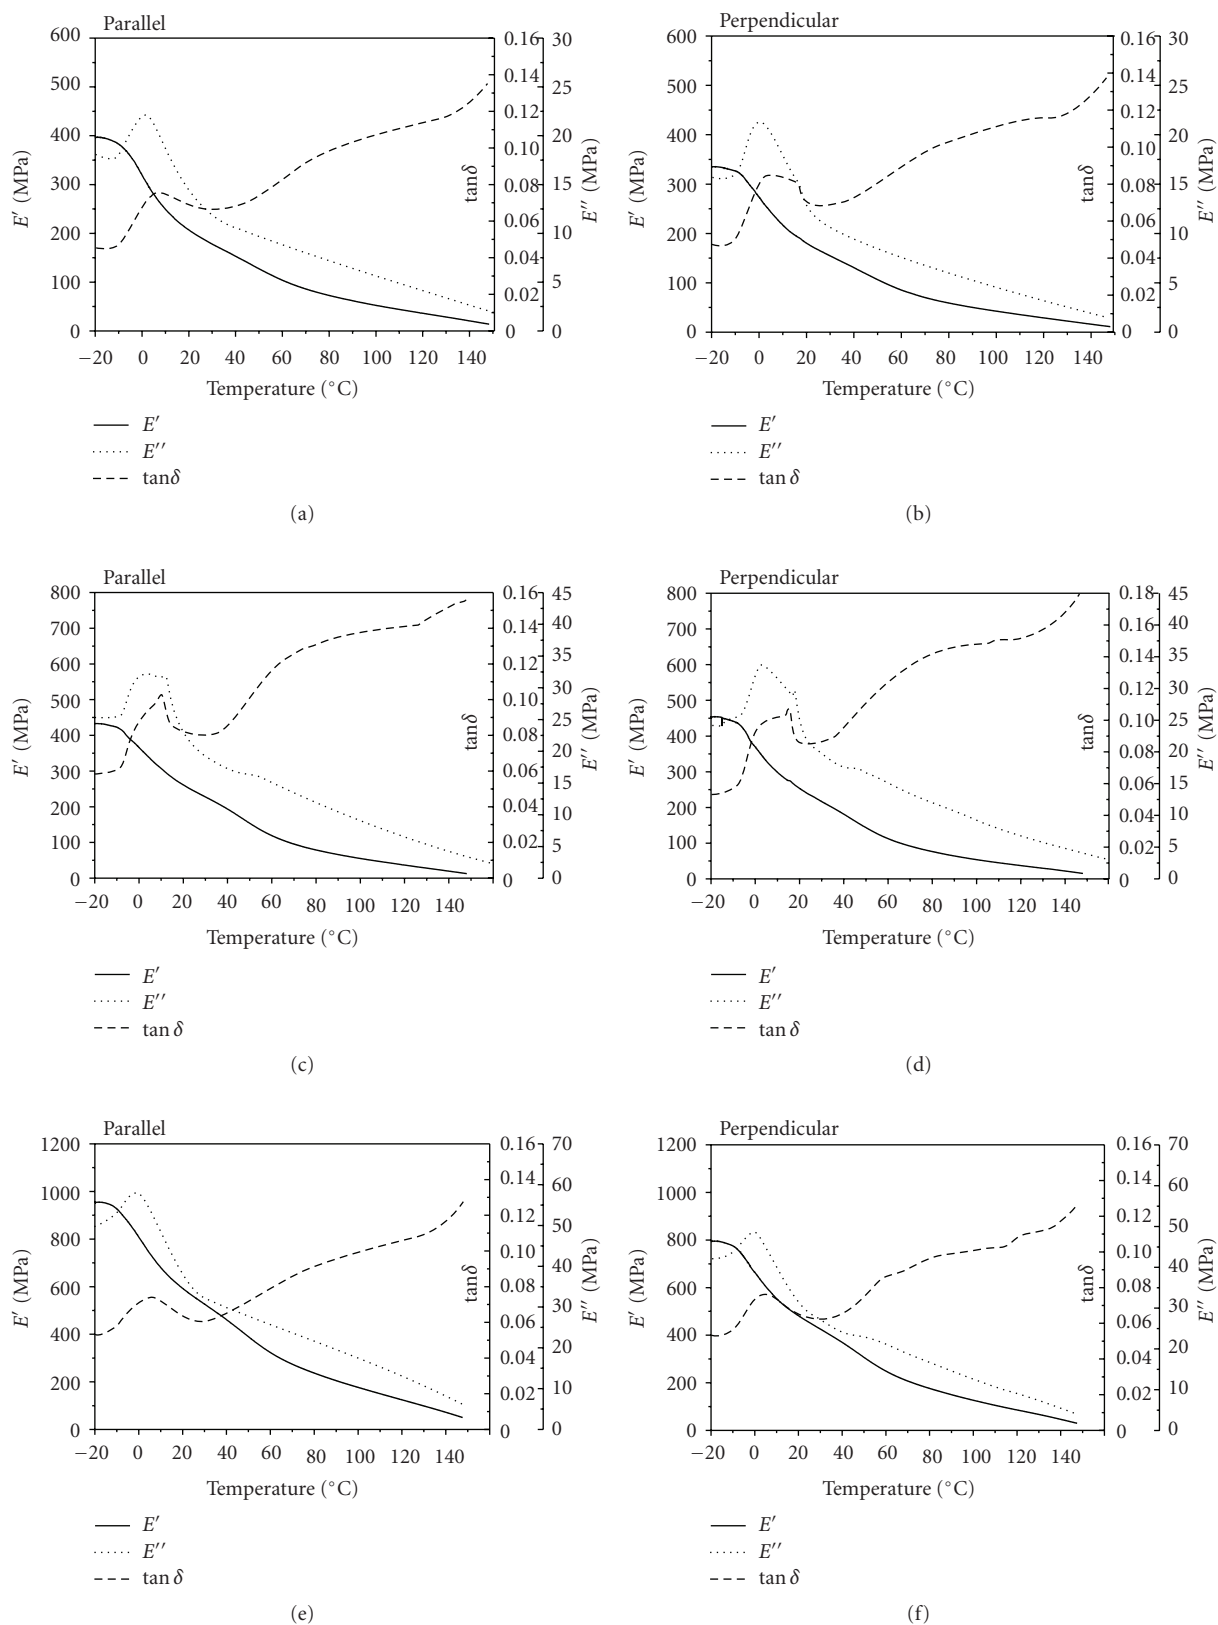 Parallel
600
500
400
300
200
100
0
E′ (MPa)
−20 0 20 40 60 80 100 120 140
Temperature (°C)
0.16
0.14
0.12
0.10
0.08
0.06
0.04
0.02
0
tanδ
30
25
20
15
10
5
0
E′′ (MPa)
E′
E′′
tanδ
(a)
Perpendicular
600
500
400
300
200
100
0
E′ (MPa)
−20 0 20 40 60 80 100 120 140
Temperature (°C)
0.16
0.14
0.12
0.10
0.08
0.06
0.04
0.02
0
tanδ
30
25
20
15
10
5
0
E′′ (MPa)
E′
E′′
tan δ
(b)
Parallel
800
700
600
500
400
300
200
100
0
E′ (MPa)
−20 0 20 40 60 80 100 120 140
Temperature (°C)
0.16
0.14
0.12
0.10
0.08
0.06
0.04
0.02
0
tanδ
45
40
35
30
25
20
15
10
5
0
E′′ (MPa)
E′
E′′
tan δ
(c)
Perpendicular
800
700
600
500
400
300
200
100
0
E′ (MPa)
−20 0 20 40 60 80 100 120 140
Temperature (°C)
0.18
0.16
0.14
0.12
0.10
0.08
0.06
0.04
0.02
0
tanδ
45
40
35
30
25
20
15
10
5
0
E′′ (MPa)
E′
E′′
tan δ
(d)
Parallel
1200
1000
800
600
400
200
0
E′ (MPa)
−20 0 20 40 60 80 100 120 140
Temperature (°C)
0.16
0.14
0.12
0.10
0.08
0.06
0.04
0.02
0
tanδ
70
60
50
40
30
20
10
0
E′′ (MPa)
E′
E′′
tan δ
(e)
Perpendicular
1200
1000
800
600
400
200
0
E′ (MPa)
−20 0 20 40 60 80 100 120 140
Temperature (°C)
0.16
0.14
0.12
0.10
0.08
0.06
0.04
0.02
0
tanδ
70
60
50
40
30
20
10
0
E′′ (MPa)
E′
E′′
tan δ
(f)